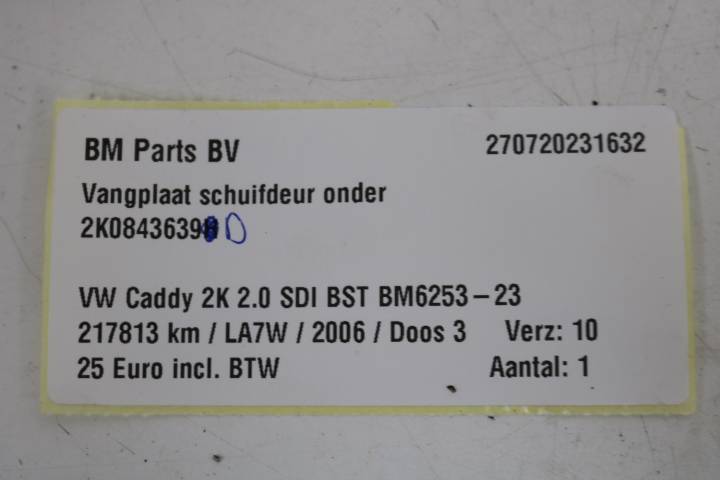 BM Parts BV 270720231632
Vangplaat schuifdeur onder
2K0843639 D
VW Caddy 2K 2.0 SDI BST BM6253-23
217813 km / LA7W / 2006 / Doos 3 Verz: 10
25 Euro incl. BTW Aantal: 1